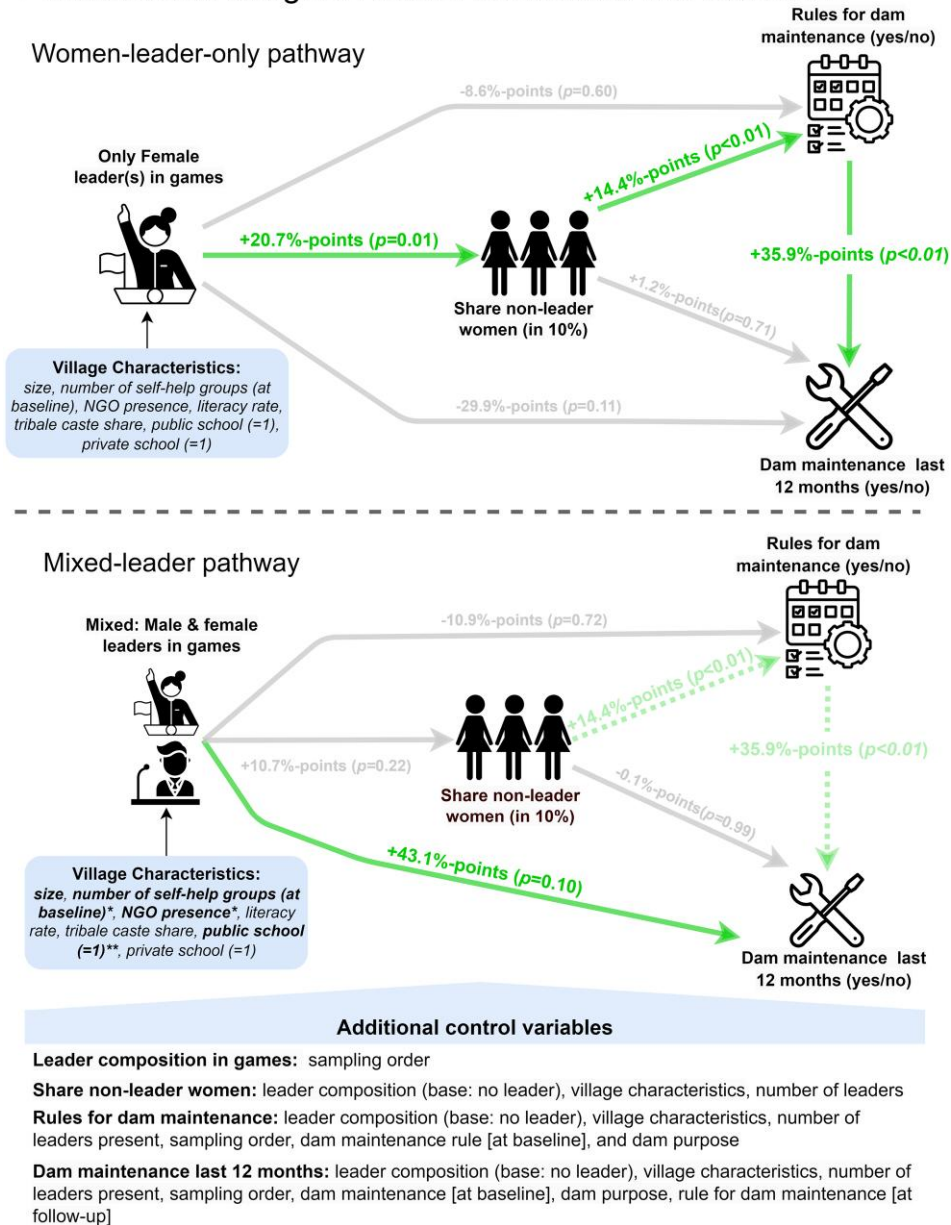 Women-leader-only pathway
Rules for dam
maintenance (yes/no)
-8.6%-points (p=0.60)
Only Female
leader(s) in games
+14.4%-points (p<0.01)
+20.7%-points (p=0.01)
+35.9%-points (p<0.01)
Share non-leader
women (in 10%)
+1.2%-points(p=0.71)
Village Characteristics:
size, number of self-help groups (at
baseline), NGO presence, literacy rate,
tribale caste share, public school (=1),
private school (=1)
-29.9%-points (p=0.11)
Dam maintenance last
12 months (yes/no)
Mixed-leader pathway
Rules for dam
maintenance (yes/no)
Mixed: Male & female
leaders in games
-10.9%-points (p=0.72)
+14.4%-points (p<0.01)
+10.7%-points (p=0.22)
+35.9%-points (p<0.01)
Share non-leader
women (in 10%)
-0.1%-points(p=0.99)
+43.1%-points (p=0.10)
Village Characteristics:
size, number of self-help groups (at
baseline)*, NGO presence*, literacy
rate, tribale caste share, public school
(=1)**, private school (=1)
Dam maintenance last
12 months (yes/no)
Additional control variables
Leader composition in games: sampling order
Share non-leader women: leader composition (base: no leader), village characteristics, number of leaders
Rules for dam maintenance: leader composition (base: no leader), village characteristics, number of
leaders present, sampling order, dam maintenance rule [at baseline], and dam purpose
Dam maintenance last 12 months: leader composition (base: no leader), village characteristics, number of
leaders present, sampling order, dam maintenance [at baseline], dam purpose, rule for dam maintenance [at
follow-up]